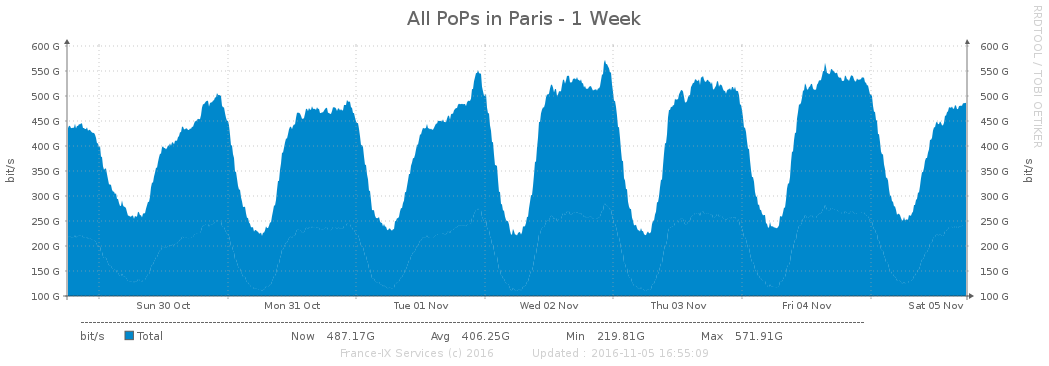 All PoPs in Paris - 1 Week
RRDTOOL / TOBI OETIKER
600 G 600 G
550 G 550 G
500 G 500 G
450 G 450 G
400 G 400 G
350 G 350 G
300 G 300 G
250 G 250 G
200 G 200 G
150 G 150 G
100 G 100 G
bit/s
bit/s
Sun 30 Oct Mon 31 Oct Tue 01 Nov Wed 02 Nov Thu 03 Nov Fri 04 Nov Sat 05 Nov
bit/s Total Now 487.17G Avg 406.25G Min 219.81G Max 571.91G
France-IX Services (c) 2016 Updated : 2016-11-05 16:55:09